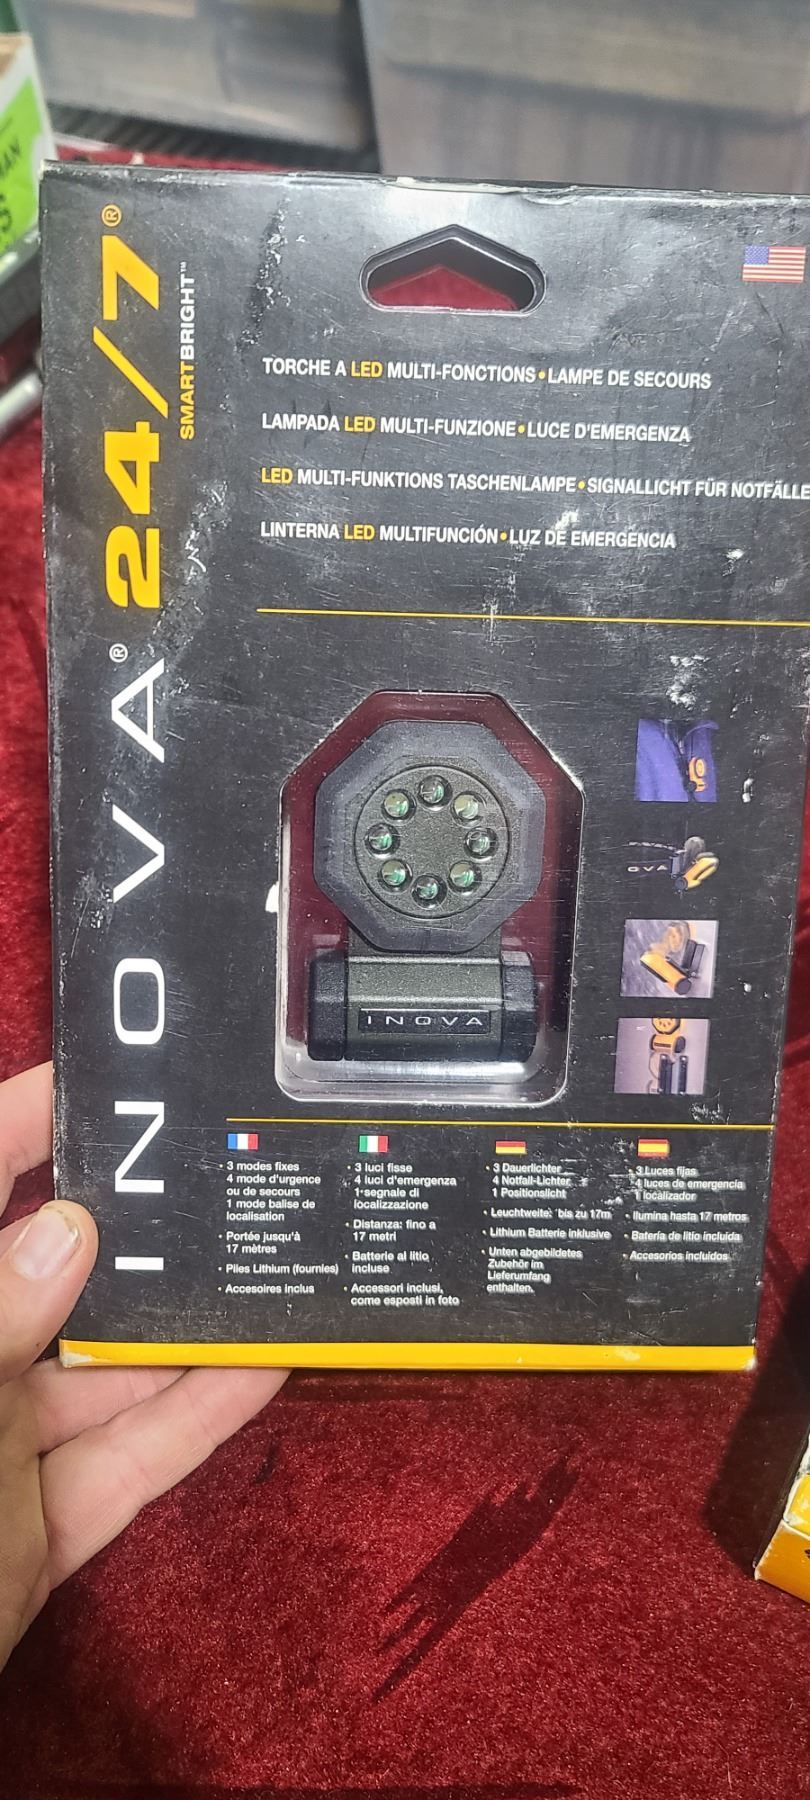 INOVA® 24/7®
SMARTBRIGHT™
TORCHE A LED MULTI-FONCTIONS • LAMPE DE SECOURS
LAMPADA LED MULTI-FUNZIONE • LUCE D'EMERGENZA
LED MULTI-FUNKTIONS TASCHENLAMPE • SIGNALLICHT FÜR NOTFÄLLE
LINTERNA LED MULTIFUNCIÓN • LUZ DE EMERGENCIA
OVA
INOVA
• 3 modes fixes
4 mode d'urgence
ou de secours
1 mode balise de
localisation
• Portée jusqu'à
17 mètres
• Piles Lithium (fournies)
• Accesoires inclus
• 3 luci fisse
4 luci d'emergenza
1 segnale di
localizzazione
• Distanza: fino a
17 metri
• Batterie al litio
incluse
• Accessori inclusi,
come esposti in foto
• 3 Dauerlichter
4 Notfall-Lichter
1 Positionslicht
• Leuchtweite: bis zu 17m
• Lithium Batterie inklusive
• Unten abgebildetes
Zubehör im
Lieferumfang
enthalten.
• 3 Luces fijas
4 luces de emergencia
1 localizador
• Ilumina hasta 17 metros
• Batería de litio incluida
• Accesorios incluidos